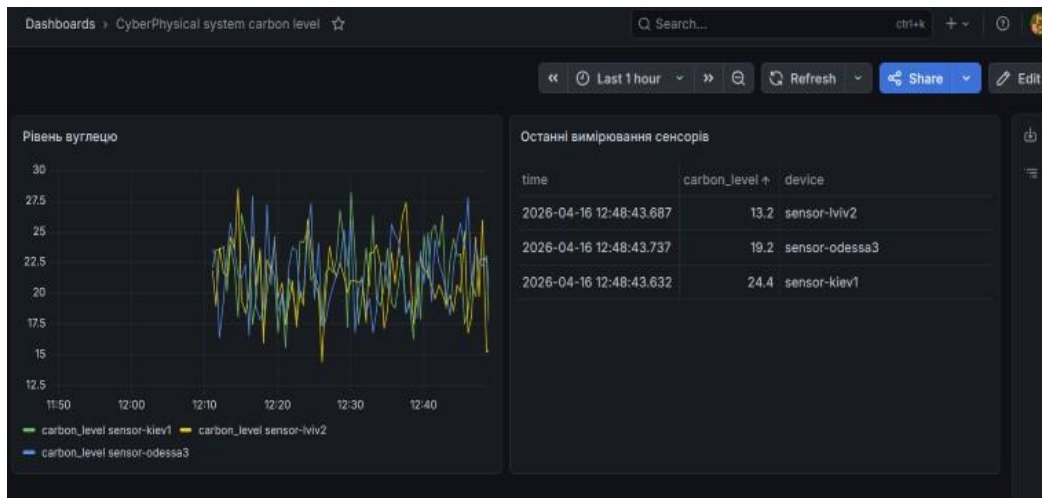 Dashboards › CyberPhysical system carbon level
Search... ctrl+k
Last 1 hour Refresh Share Edit
Рівень вуглецю
30
27.5
25
22.5
20
17.5
15
12.5
11:50 12:00 12:10 12:20 12:30 12:40
carbon_level sensor-kiev1 carbon_level sensor-lviv2
carbon_level sensor-odessa3
Останні вимірювання сенсорів
time carbon_level device
2026-04-16 12:48:43.687 13.2 sensor-lviv2
2026-04-16 12:48:43.737 19.2 sensor-odessa3
2026-04-16 12:48:43.632 24.4 sensor-kiev1